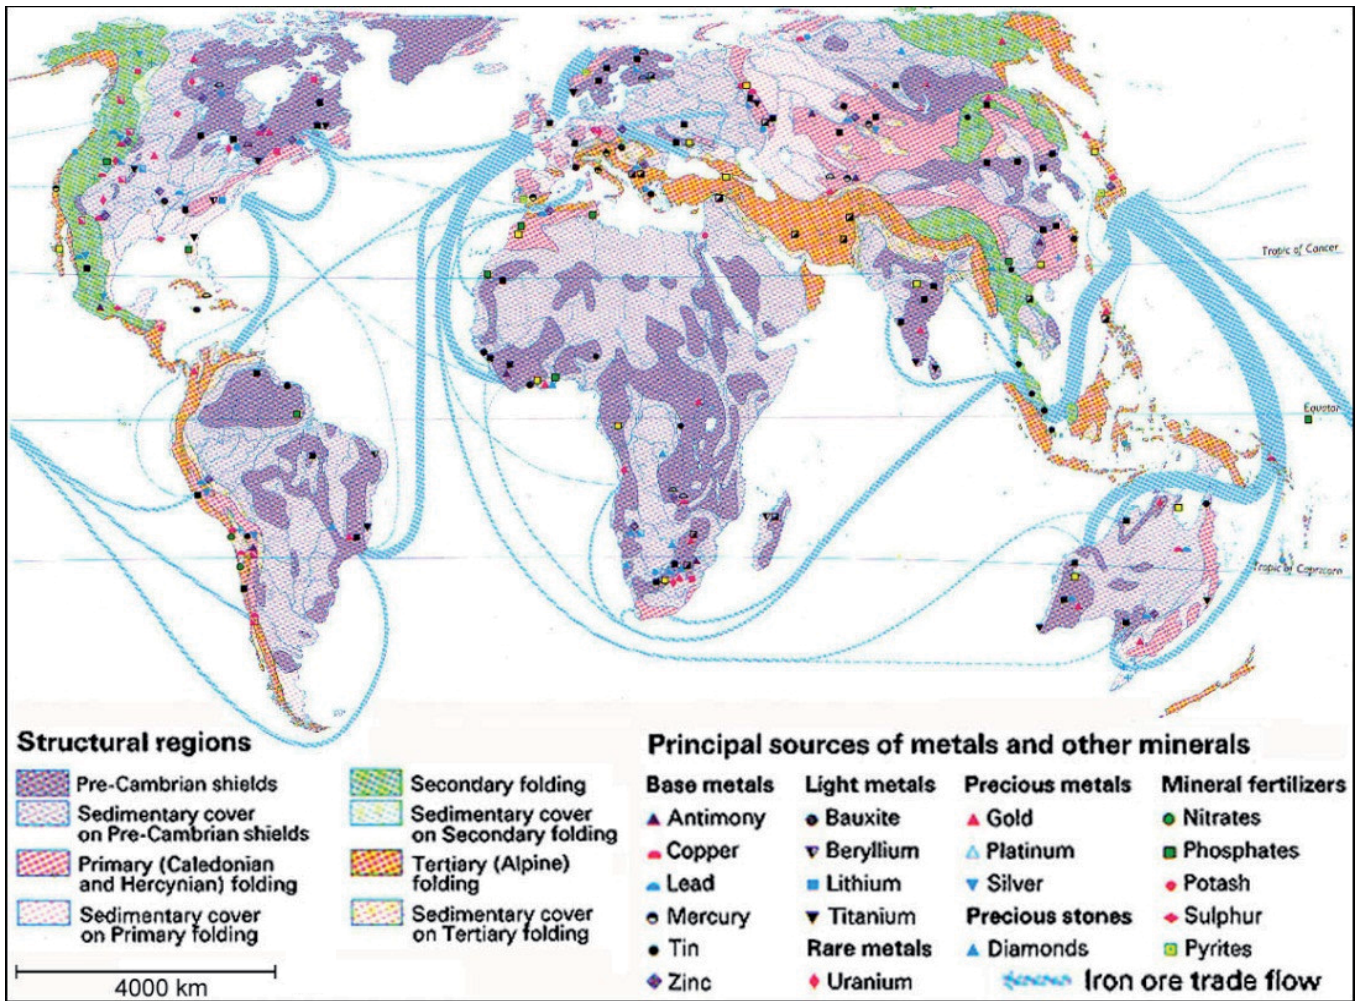 Tropic of Cancer
Equator
Tropic of Capricorn
Structural regions
Pre-Cambrian shields
Sedimentary cover
on Pre-Cambrian shields
Primary (Caledonian
and Hercynian) folding
Sedimentary cover
on Primary folding
Secondary folding
Sedimentary cover
on Secondary folding
Tertiary (Alpine)
folding
Sedimentary cover
on Tertiary folding
4000 km
Principal sources of metals and other minerals
Base metals
Antimony
Copper
Lead
Mercury
Tin
Zinc
Light metals
Bauxite
Beryllium
Lithium
Titanium
Rare metals
Uranium
Precious metals
Gold
Platinum
Silver
Precious stones
Diamonds
Mineral fertilizers
Nitrates
Phosphates
Potash
Sulphur
Pyrites
Iron ore trade flow